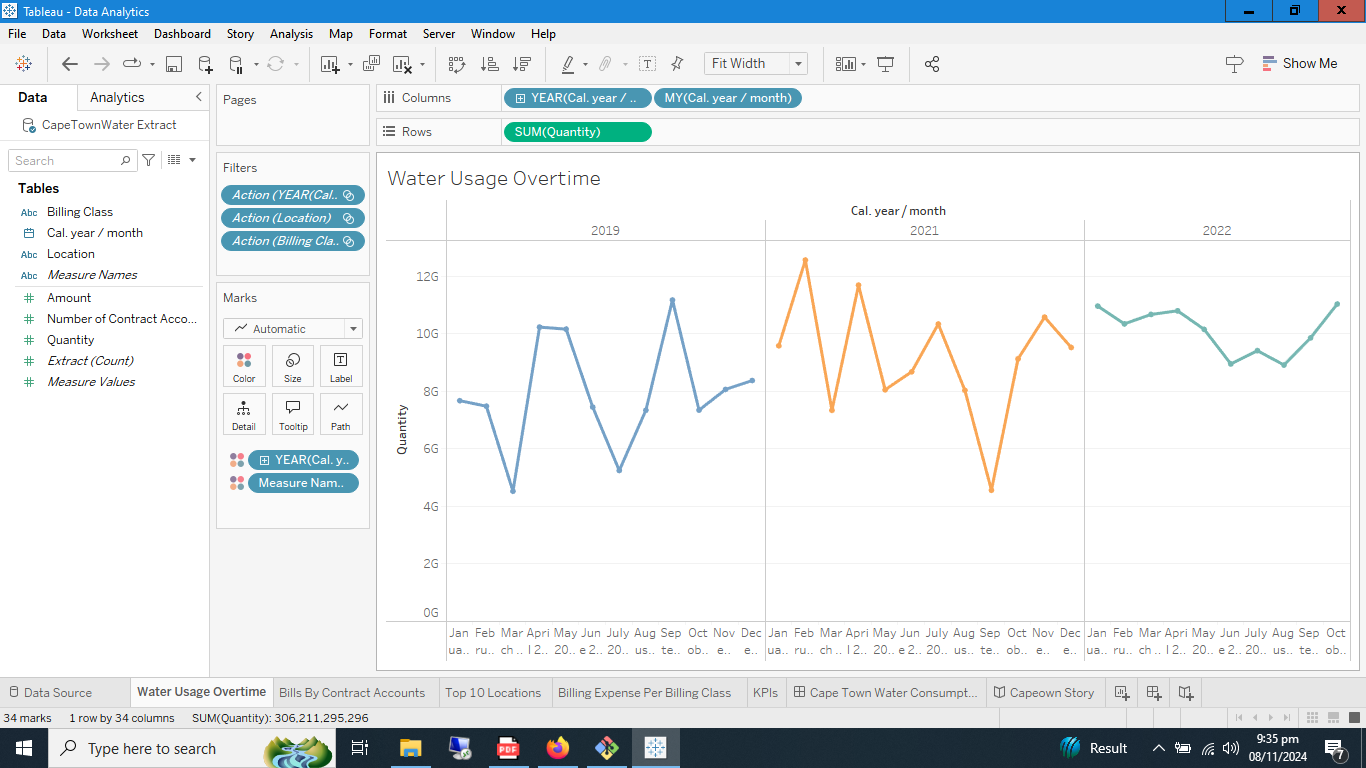 Tableau - Data Analytics
File Data Worksheet Dashboard Story Analysis Map Format Server Window Help
Fit Width
Show Me
Data Analytics
CapeTownWater Extract
Search
Tables
Abc Billing Class
Cal. year / month
Abc Location
Abc Measure Names
Amount
Number of Contract Acco...
Quantity
Extract (Count)
Measure Values
Pages
Filters
Action (YEAR(Cal..
Action (Location)
Action (Billing Cla..
Marks
Automatic
Color Size Label
Detail Tooltip Path
YEAR(Cal. y..
Measure Nam..
Columns YEAR(Cal. year / .. MY(Cal. year / month)
Rows SUM(Quantity)
Water Usage Overtime
Cal. year / month
2019 2021 2022
12G
10G
8G
6G
4G
2G
0G
Quantity
Jan Feb Mar Apri May Jun July Aug Sep Oct Nov Dec Jan Feb Mar Apri May Jun July Aug Sep Oct Nov Dec Jan Feb Mar Apri May Jun July Aug Sep Oct
ua.. ru.. ch .. l 2.. 20.. e 2.. 20.. us.. te.. ob.. e.. e.. ua.. ru.. ch .. l 2.. 20.. e 2.. 20.. us.. te.. ob.. e.. e.. ua.. ru.. ch .. l 2.. 20.. e 2.. 20.. us.. te.. ob..
Data Source Water Usage Overtime Bills By Contract Accounts Top 10 Locations Billing Expense Per Billing Class KPIs Cape Town Water Consumpt... Capeown Story
34 marks 1 row by 34 columns SUM(Quantity): 306,211,295,296
Type here to search
PDF
Result
9:35 pm
08/11/2024
7